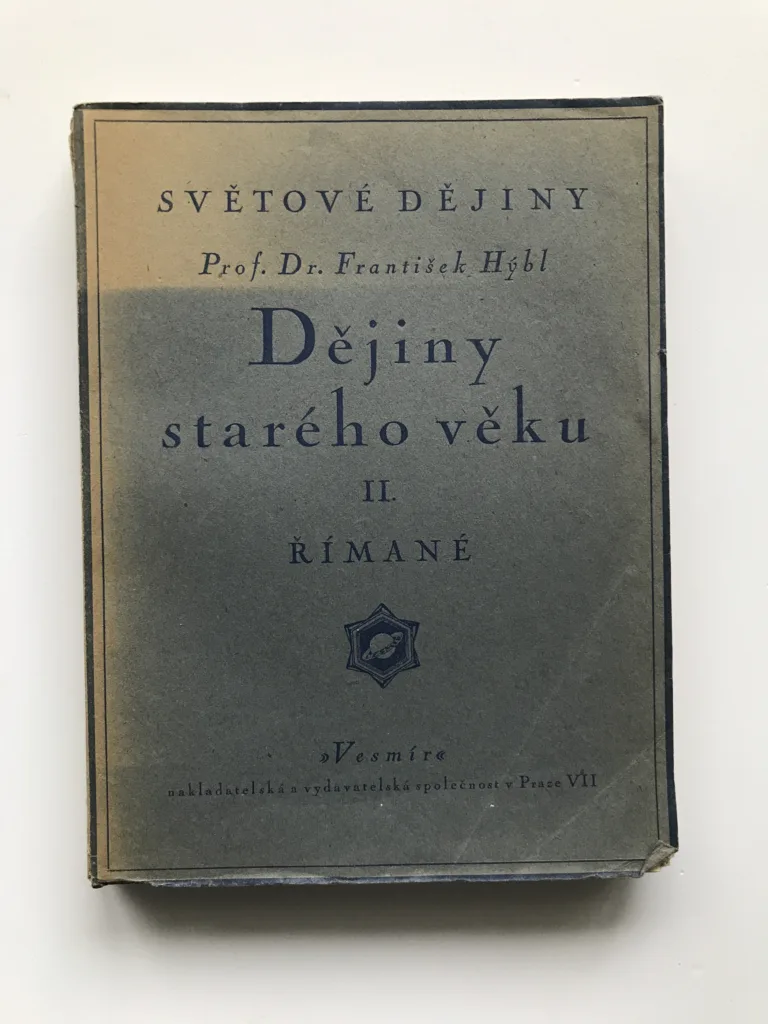 SVĚTOVÉ DĚJINY
Prof. Dr. František Hýbl
Dějiny
starého věku
II.
ŘÍMANÉ
»Vesmír«
nakladatelská a vydavatelská společnost v Praze VII